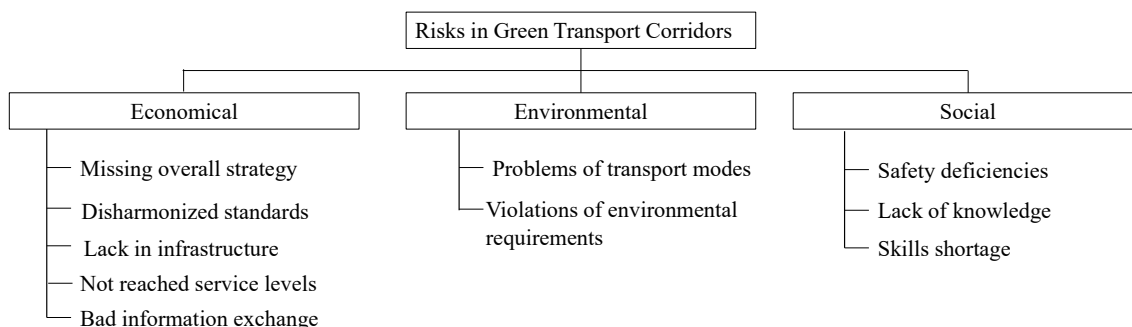 Risks in Green Transport Corridors
Economical
Environmental
Social
Missing overall strategy
Disharmonized standards
Lack in infrastructure
Not reached service levels
Bad information exchange
Problems of transport modes
Violations of environmental
requirements
Safety deficiencies
Lack of knowledge
Skills shortage